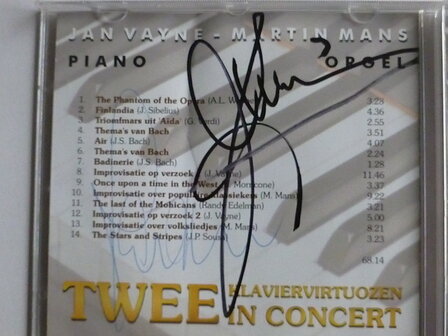 JAN VAYNE - MARTIN MANS
PIANO ORGEL
1. The Phantom of the Opera (A.L. 3.28
2. Finlandia (J. Sibelius) 4.36
3. Triomfmars uit 'Aida' (G. Verdi) 2.55
4. Thema's van Bach 3.51
5. Air (J.S. Bach) 4.07
6. Thema's van Bach 2.24
7. Badinerie (J.S. Bach) 1.28
8. Improvisatie op verzoek (J. Vayne) 11.46
9. Once upon a time in the West (E. Morricone) 3.37
10. Improvisatie over populaire klassiekers (M. Mans) 9.22
11. The last of the Mobicans (Randy Edelman) 3.21
12. Improvisatie op verzoek 2 (J. Vayne) 5.00
13. Improvisatie over volksliedjes (M. Mans) 8.21
14. The Stars and Stripes (J.P. Sousa) 3.23
68.14
TWEE KLAVIERVIRTUOZEN
IN CONCERT